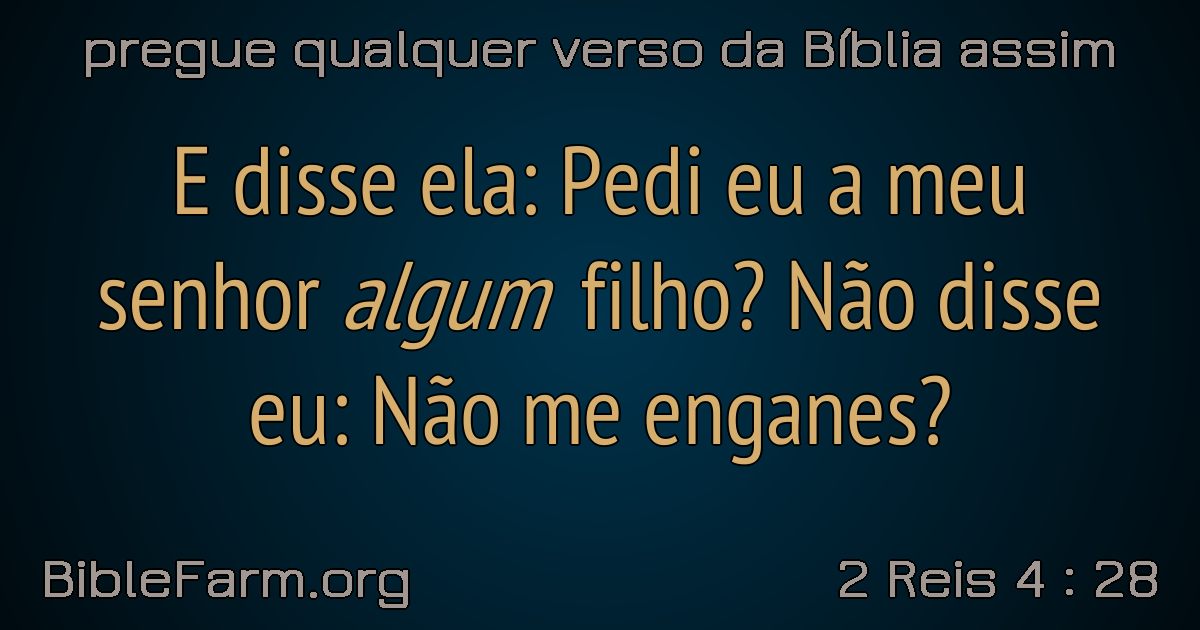 pregue qualquer verso da Bíblia assim
E disse ela: Pedi eu a meu
senhor algum filho? Não disse
eu: Não me enganes?
BibleFarm.org
2 Reis 4 : 28